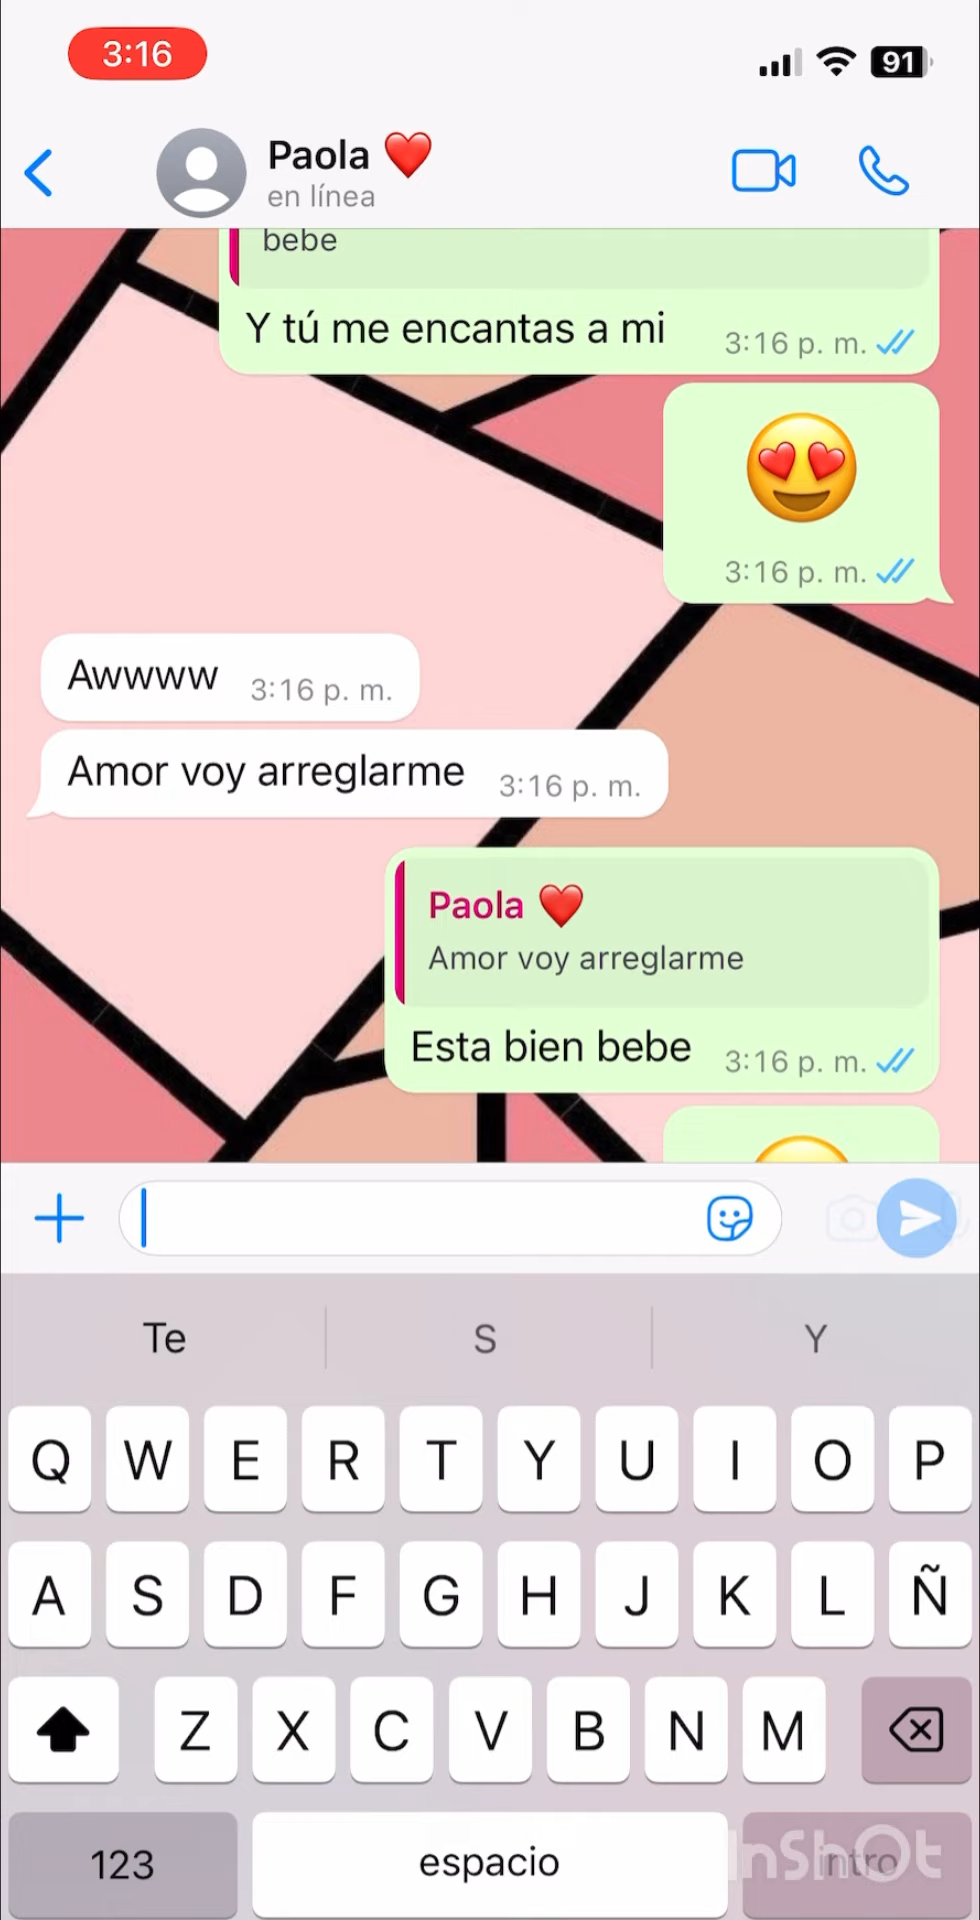 3:16
91
Paola ❤️
en línea
bebe
Y tú me encantas a mi
3:16 p. m.
😍
3:16 p. m.
Awwww
3:16 p. m.
Amor voy arreglarme
3:16 p. m.
Paola ❤️
Amor voy arreglarme
Esta bien bebe
3:16 p. m.
Te
S
Y
Q W E R T Y U I O P
A S D F G H J K L Ñ
Z X C V B N M
123
espacio
intro
InShOt